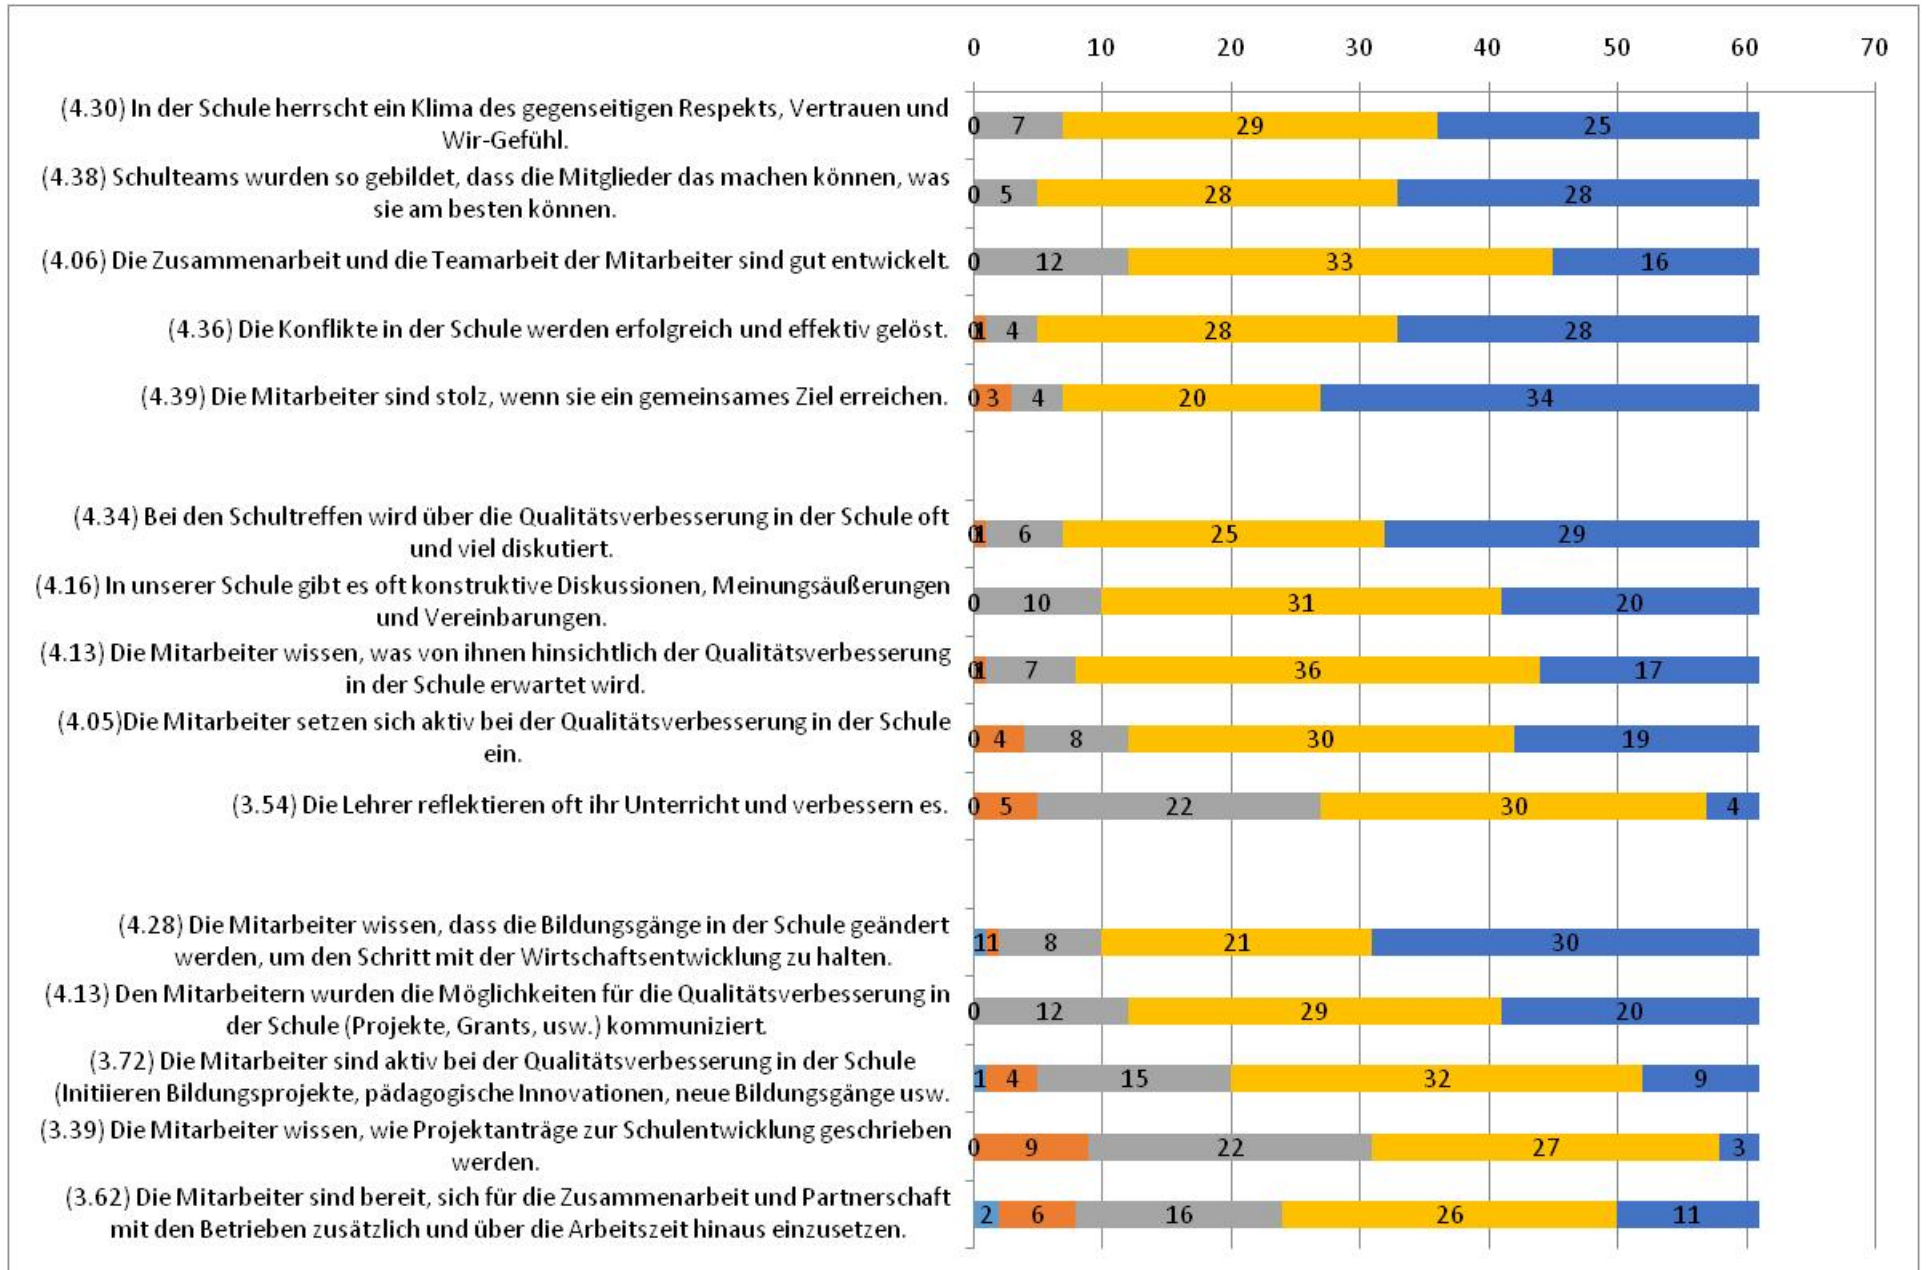 0 10 20 30 40 50 60 70
(4.30) In der Schule herrscht ein Klima des gegenseitigen Respekts, Vertrauen und
Wir-Gefühl.
0 7 29 25
(4.38) Schulteams wurden so gebildet, dass die Mitglieder das machen können, was
sie am besten können.
0 5 28 28
(4.06) Die Zusammenarbeit und die Teamarbeit der Mitarbeiter sind gut entwickelt.
0 12 33 16
(4.36) Die Konflikte in der Schule werden erfolgreich und effektiv gelöst.
0 1 4 28 28
(4.39) Die Mitarbeiter sind stolz, wenn sie ein gemeinsames Ziel erreichen.
0 3 4 20 34
(4.34) Bei den Schultreffen wird über die Qualitätsverbesserung in der Schule oft
und viel diskutiert.
0 1 6 25 29
(4.16) In unserer Schule gibt es oft konstruktive Diskussionen, Meinungsäußerungen
und Vereinbarungen.
0 10 31 20
(4.13) Die Mitarbeiter wissen, was von ihnen hinsichtlich der Qualitätsverbesserung
in der Schule erwartet wird.
0 1 7 36 17
(4.05)Die Mitarbeiter setzen sich aktiv bei der Qualitätsverbesserung in der Schule
ein.
0 4 8 30 19
(3.54) Die Lehrer reflektieren oft ihr Unterricht und verbessern es.
0 5 22 30 4
(4.28) Die Mitarbeiter wissen, dass die Bildungsgänge in der Schule geändert
werden, um den Schritt mit der Wirtschaftsentwicklung zu halten.
1 1 8 21 30
(4.13) Den Mitarbeitern wurden die Möglichkeiten für die Qualitätsverbesserung in
der Schule (Projekte, Grants, usw.) kommuniziert.
0 12 29 20
(3.72) Die Mitarbeiter sind aktiv bei der Qualitätsverbesserung in der Schule
(Initiieren Bildungsprojekte, pädagogische Innovationen, neue Bildungsgänge usw.
1 4 15 32 9
(3.39) Die Mitarbeiter wissen, wie Projektanträge zur Schulentwicklung geschrieben
werden.
0 9 22 27 3
(3.62) Die Mitarbeiter sind bereit, sich für die Zusammenarbeit und Partnerschaft
mit den Betrieben zusätzlich und über die Arbeitszeit hinaus einzusetzen.
2 6 16 26 11